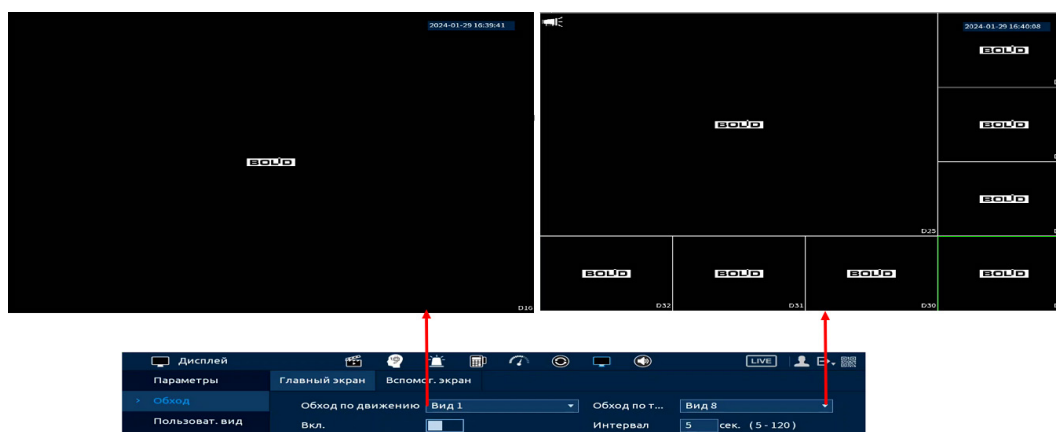 2024-01-29 16:39:41
BOLID
D16
2024-01-29 16:40:08
BOLID
BOLID
BOLID
BOLID
D25
BOLID
BOLID
BOLID
BOLID
D32
D31
D30
Дисплей
LIVE
Параметры
Главный экран
Вспомог. экран
Обход
Обход по движению
Вид 1
Обход по т...
Вид 8
Пользоват. вид
Вкл.
Интервал
5
сек. (5-120)